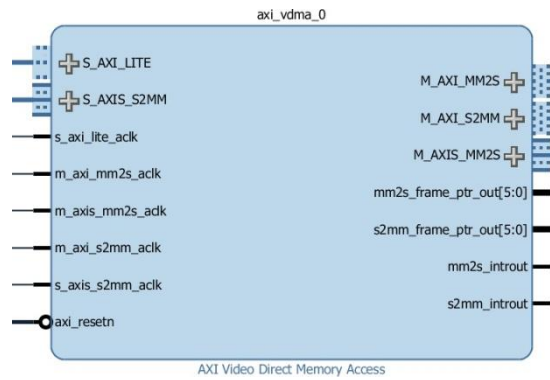 axi_vdma_0
S_AXI_LITE
S_AXIS_S2MM
s_axi_lite_aclk
m_axi_mm2s_aclk
m_axis_mm2s_aclk
m_axi_s2mm_aclk
s_axis_s2mm_aclk
axi_resetn
M_AXI_MM2S
M_AXI_S2MM
M_AXIS_MM2S
mm2s_frame_ptr_out[5:0]
s2mm_frame_ptr_out[5:0]
mm2s_introut
s2mm_introut
AXI Video Direct Memory Access